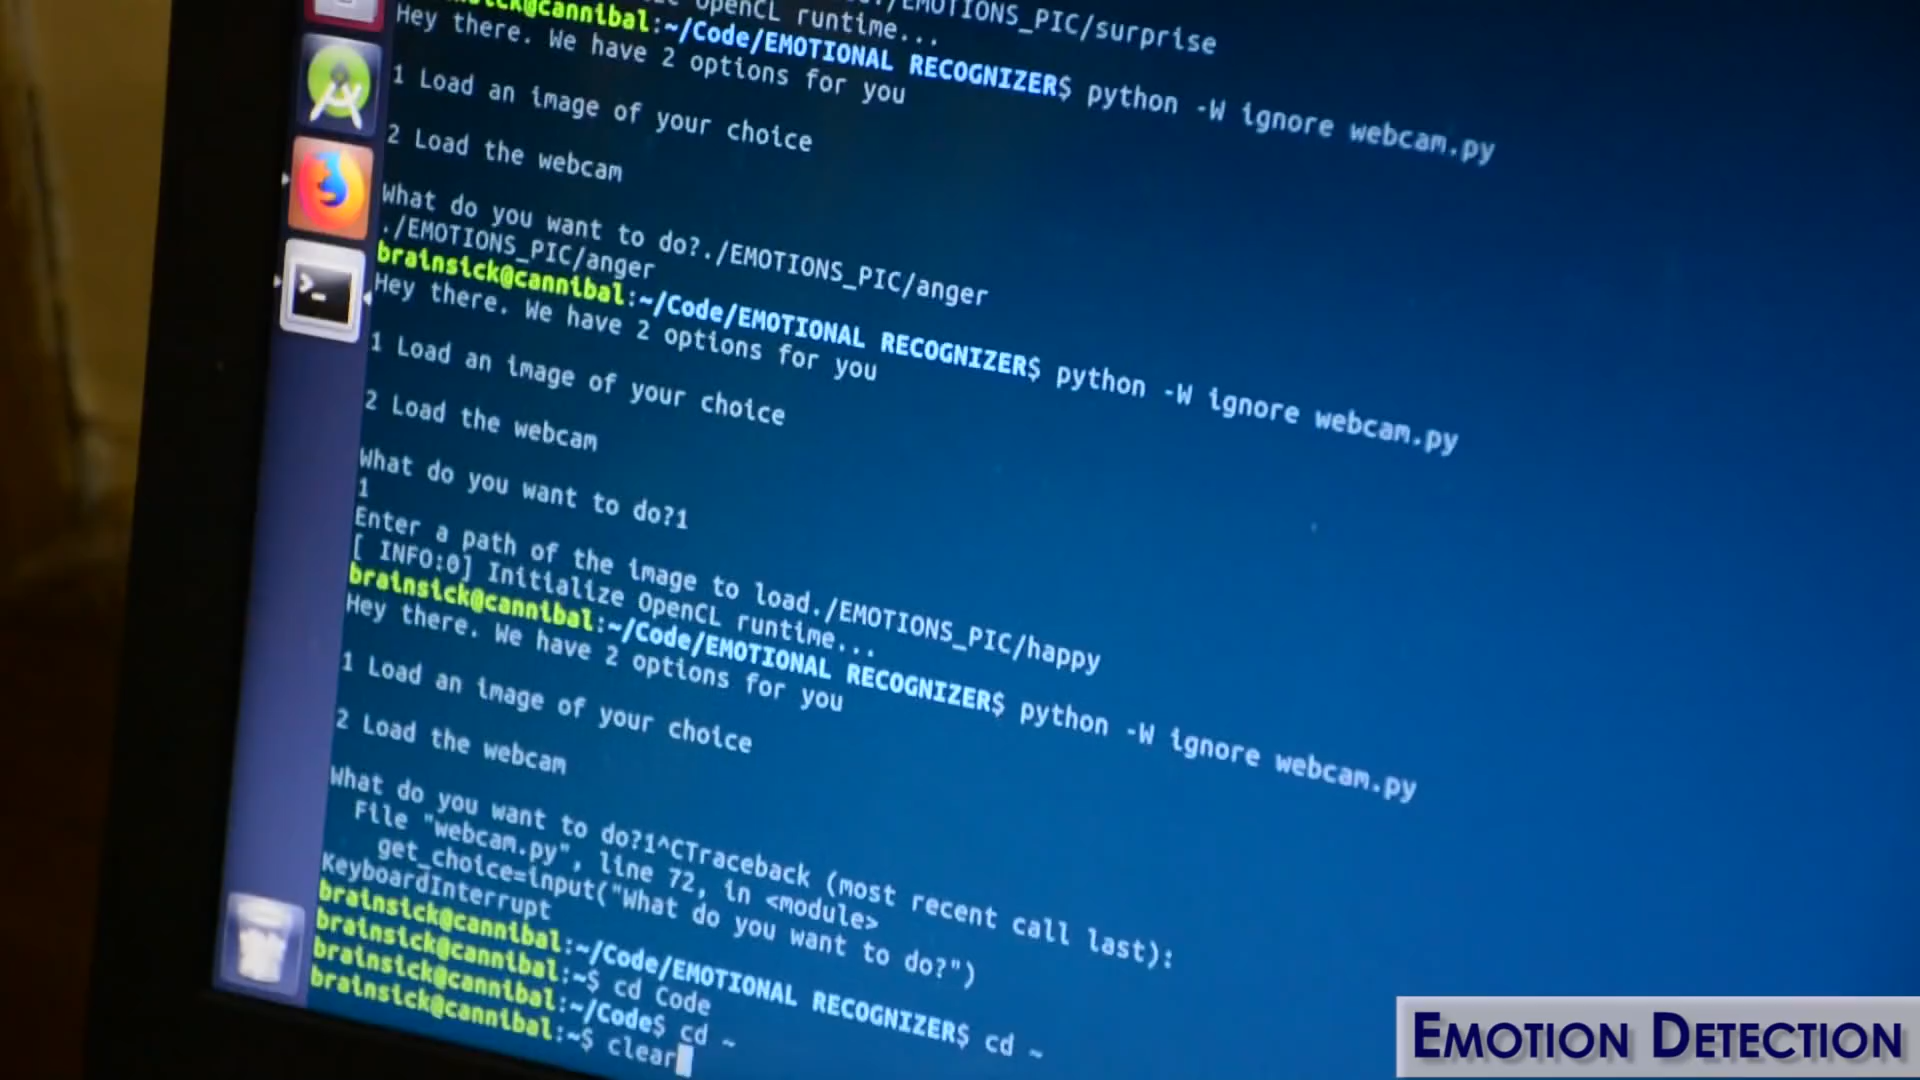 ./EMOTIONS_PIC/surprise
OpenCL runtime...
brainsick@cannibal:~/Code/EMOTIONAL RECOGNIZER$ python -W ignore webcam.py
Hey there. We have 2 options for you
1 Load an image of your choice
2 Load the webcam
What do you want to do?./EMOTIONS_PIC/anger
./EMOTIONS_PIC/anger
brainsick@cannibal:~/Code/EMOTIONAL RECOGNIZER$ python -W ignore webcam.py
Hey there. We have 2 options for you
1 Load an image of your choice
2 Load the webcam
What do you want to do?1
1
Enter a path of the image to load./EMOTIONS_PIC/happy
[ INFO:0] Initialize OpenCL runtime...
brainsick@cannibal:~/Code/EMOTIONAL RECOGNIZER$ python -W ignore webcam.py
Hey there. We have 2 options for you
1 Load an image of your choice
2 Load the webcam
What do you want to do?1^CTraceback (most recent call last):
File "webcam.py", line 72, in <module>
get_choice=input("What do you want to do?")
KeyboardInterrupt
brainsick@cannibal:~/Code/EMOTIONAL RECOGNIZER$ cd ~
brainsick@cannibal:~$ cd Code
brainsick@cannibal:~/Code$ cd ~
brainsick@cannibal:~$ clear
EMOTION DETECTION